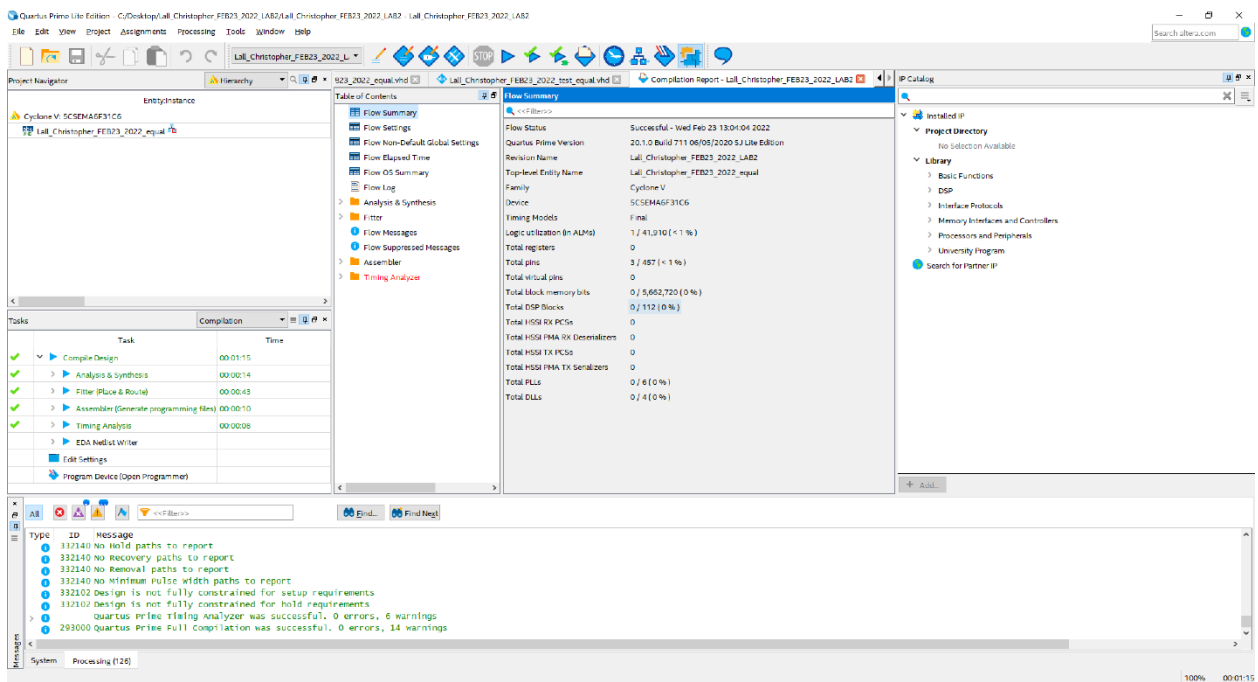 Quartus Prime Lite Edition - C:/Desktop/Lall_Christopher_FEB23_2022_LAB2/Lall_Christopher_FEB23_2022_LAB2 - Lall_Christopher_FEB23_2022_LAB2
File Edit View Project Assignments Processing Tools Window Help
Search altera.com
Lall_Christopher_FEB23_2022_L
Project Navigator
Hierarchy
Entity:Instance
Cyclone V: 5CSEMA6F31C6
Lall_Christopher_FEB23_2022_equal
Tasks
Compilation
Task Time
Compile Design 00:01:15
Analysis & Synthesis 00:00:14
Fitter (Place & Route) 00:00:43
Assembler (Generate programming files) 00:00:10
Timing Analysis 00:00:08
EDA Netlist Writer
Edit Settings
Program Device (Open Programmer)
B23_2022_equal.vhd
Lall_Christopher_FEB23_2022_test_equal.vhd
Compilation Report - Lall_Christopher_FEB23_2022_LAB2
Table of Contents
Flow Summary
Flow Settings
Flow Non-Default Global Settings
Flow Elapsed Time
Flow OS Summary
Flow Log
Analysis & Synthesis
Fitter
Flow Messages
Flow Suppressed Messages
Assembler
Timing Analyzer
Flow Summary
<<Filter>>
Flow Status Successful - Wed Feb 23 13:04:04 2022
Quartus Prime Version 20.1.0 Build 711 06/05/2020 SJ Lite Edition
Revision Name Lall_Christopher_FEB23_2022_LAB2
Top-level Entity Name Lall_Christopher_FEB23_2022_equal
Family Cyclone V
Device 5CSEMA6F31C6
Timing Models Final
Logic utilization (in ALMs) 1 / 41,910 ( < 1 % )
Total registers 0
Total pins 3 / 457 ( < 1 % )
Total virtual pins 0
Total block memory bits 0 / 5,662,720 ( 0 % )
Total DSP Blocks 0 / 112 ( 0 % )
Total HSSI RX PCSs 0
Total HSSI PMA RX Deserializers 0
Total HSSI TX PCSs 0
Total HSSI PMA TX Serializers 0
Total PLLs 0 / 6 ( 0 % )
Total DLLs 0 / 4 ( 0 % )
IP Catalog
Installed IP
Project Directory
No Selection Available
Library
Basic Functions
DSP
Interface Protocols
Memory Interfaces and Controllers
Processors and Peripherals
University Program
Search for Partner IP
+ Add...
All
<<Filter>>
Find...
Find Next
Type ID Message
332140 No Hold paths to report
332140 No Recovery paths to report
332140 No Removal paths to report
332140 No Minimum Pulse Width paths to report
332102 Design is not fully constrained for setup requirements
332102 Design is not fully constrained for hold requirements
Quartus Prime Timing Analyzer was successful. 0 errors, 6 warnings
293000 Quartus Prime Full Compilation was successful. 0 errors, 14 warnings
Messages
System Processing (126)
100% 00:01:15